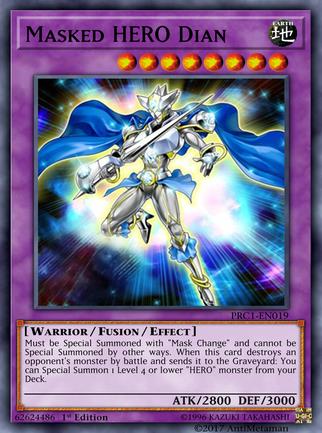 Masked HERO Dian
EARTH
地
PRC1-EN019
[Warrior / Fusion / Effect]
Must be Special Summoned with "Mask Change" and cannot
be Special Summoned by other ways. When this card destroys an
opponent's monster by battle and sends it to the Graveyard: You
can Special Summon 1 Level 4 or lower "HERO" monster from your
Deck.
ATK/2800 DEF/3000
62624486 1st Edition ©1996 KAZUKI TAKAHASHI
©2017 AntiMetaman